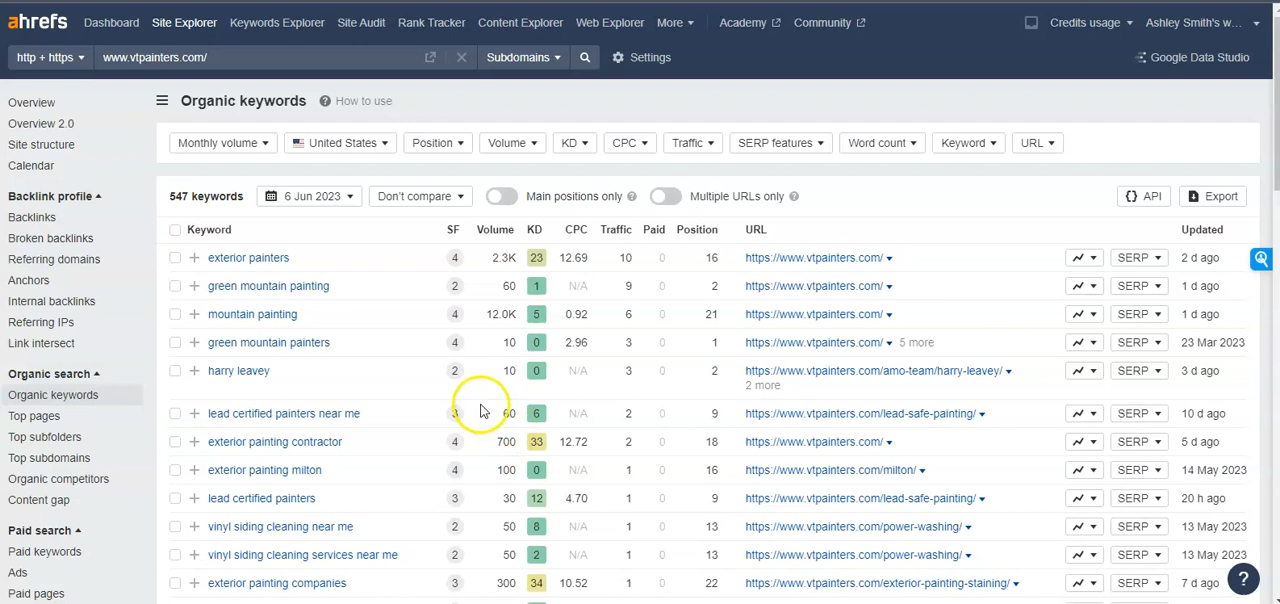 ahrefs Dashboard Site Explorer Keywords Explorer Site Audit Rank Tracker Content Explorer Web Explorer More Academy Community Credits usage Ashley Smith's w...
http + https www.vtpainters.com/ Subdomains Settings Google Data Studio
Overview
Overview 2.0
Site structure
Calendar
Backlink profile
Backlinks
Broken backlinks
Referring domains
Anchors
Internal backlinks
Referring IPs
Link intersect
Organic search
Organic keywords
Top pages
Top subfolders
Top subdomains
Organic competitors
Content gap
Paid search
Paid keywords
Ads
Paid pages
Organic keywords ? How to use
Monthly volume United States Position Volume KD CPC Traffic SERP features Word count Keyword URL
547 keywords 6 Jun 2023 Don't compare Main positions only ? Multiple URLs only ? {} API Export
Keyword SF Volume KD CPC Traffic Paid Position URL Updated
exterior painters 4 2.3K 23 12.69 10 0 16 https://www.vtpainters.com/ SERP 2 d ago
green mountain painting 2 60 1 N/A 9 0 2 https://www.vtpainters.com/ SERP 1 d ago
mountain painting 4 12.0K 5 0.92 6 0 21 https://www.vtpainters.com/ SERP 1 d ago
green mountain painters 4 10 0 2.96 3 0 1 https://www.vtpainters.com/ 5 more SERP 23 Mar 2023
harry leavey 2 10 0 N/A 3 0 2 https://www.vtpainters.com/amo-team/harry-leavey/ SERP 3 d ago
2 more
lead certified painters near me 3 60 6 N/A 2 0 9 https://www.vtpainters.com/lead-safe-painting/ SERP 10 d ago
exterior painting contractor 4 700 33 12.72 2 0 18 https://www.vtpainters.com/ SERP 5 d ago
exterior painting milton 4 100 0 N/A 1 0 16 https://www.vtpainters.com/milton/ SERP 14 May 2023
lead certified painters 3 30 12 4.70 1 0 9 https://www.vtpainters.com/lead-safe-painting/ SERP 20 h ago
vinyl siding cleaning near me 2 50 8 N/A 1 0 13 https://www.vtpainters.com/power-washing/ SERP 13 May 2023
vinyl siding cleaning services near me 2 50 2 N/A 1 0 13 https://www.vtpainters.com/power-washing/ SERP 13 May 2023
exterior painting companies 3 300 34 10.52 1 0 22 https://www.vtpainters.com/exterior-painting-staining/ SERP 7 d ago
?